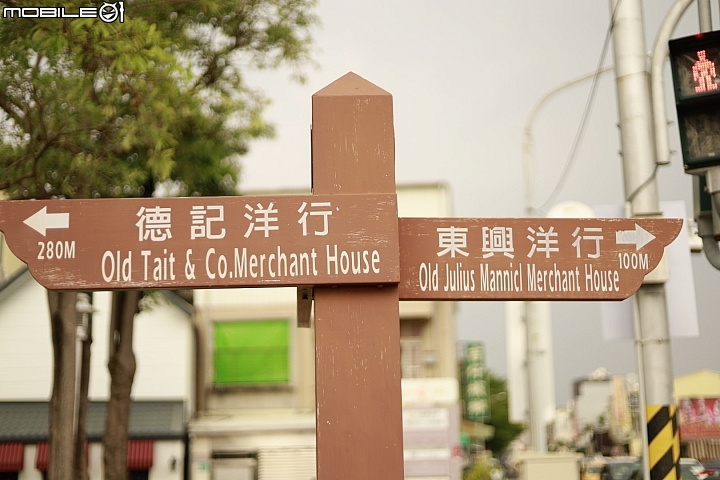 MOBILE01
德記洋行
280M
Old Tait & Co.Merchant House
東興洋行
100M
Old Julius Mannicl Merchant House